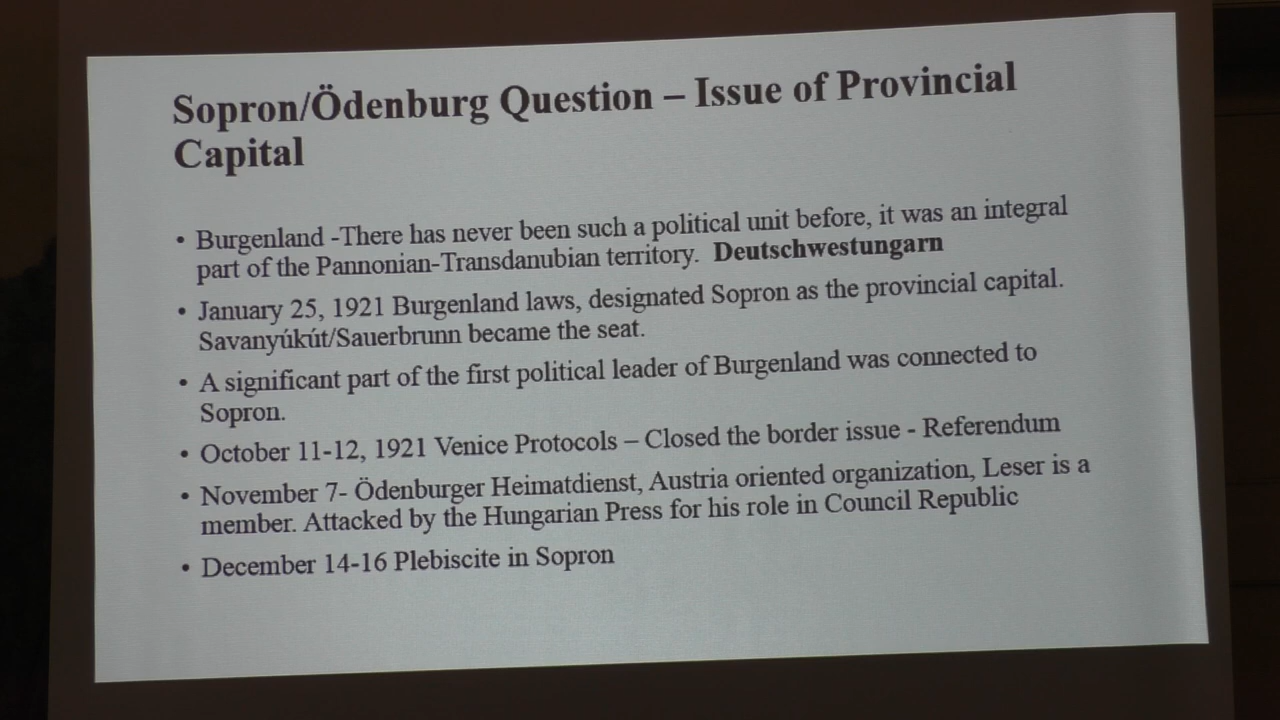 Sopron/Ödenburg Question – Issue of Provincial
Capital
• Burgenland -There has never been such a political unit before, it was an integral
part of the Pannonian-Transdanubian territory. Deutschwestungarn
• January 25, 1921 Burgenland laws, designated Sopron as the provincial capital.
Savanyúkút/Sauerbrunn became the seat.
• A significant part of the first political leader of Burgenland was connected to
Sopron.
• October 11-12, 1921 Venice Protocols – Closed the border issue - Referendum
• November 7- Ödenburger Heimatdienst, Austria oriented organization, Leser is a
member. Attacked by the Hungarian Press for his role in Council Republic
• December 14-16 Plebiscite in Sopron